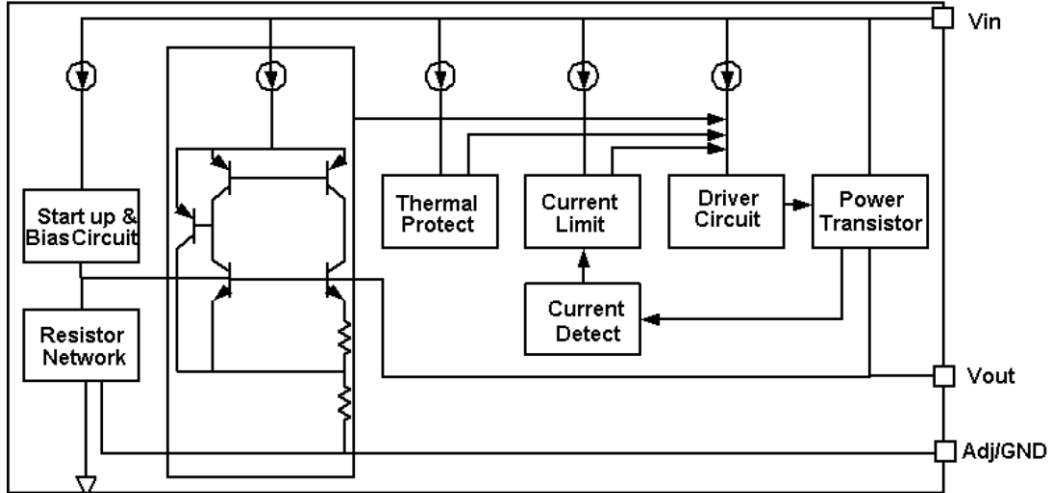 Vin
Start up &
Bias Circuit
Thermal
Protect
Current
Limit
Driver
Circuit
Power
Transistor
Resistor
Network
Current
Detect
Vout
Adj/GND